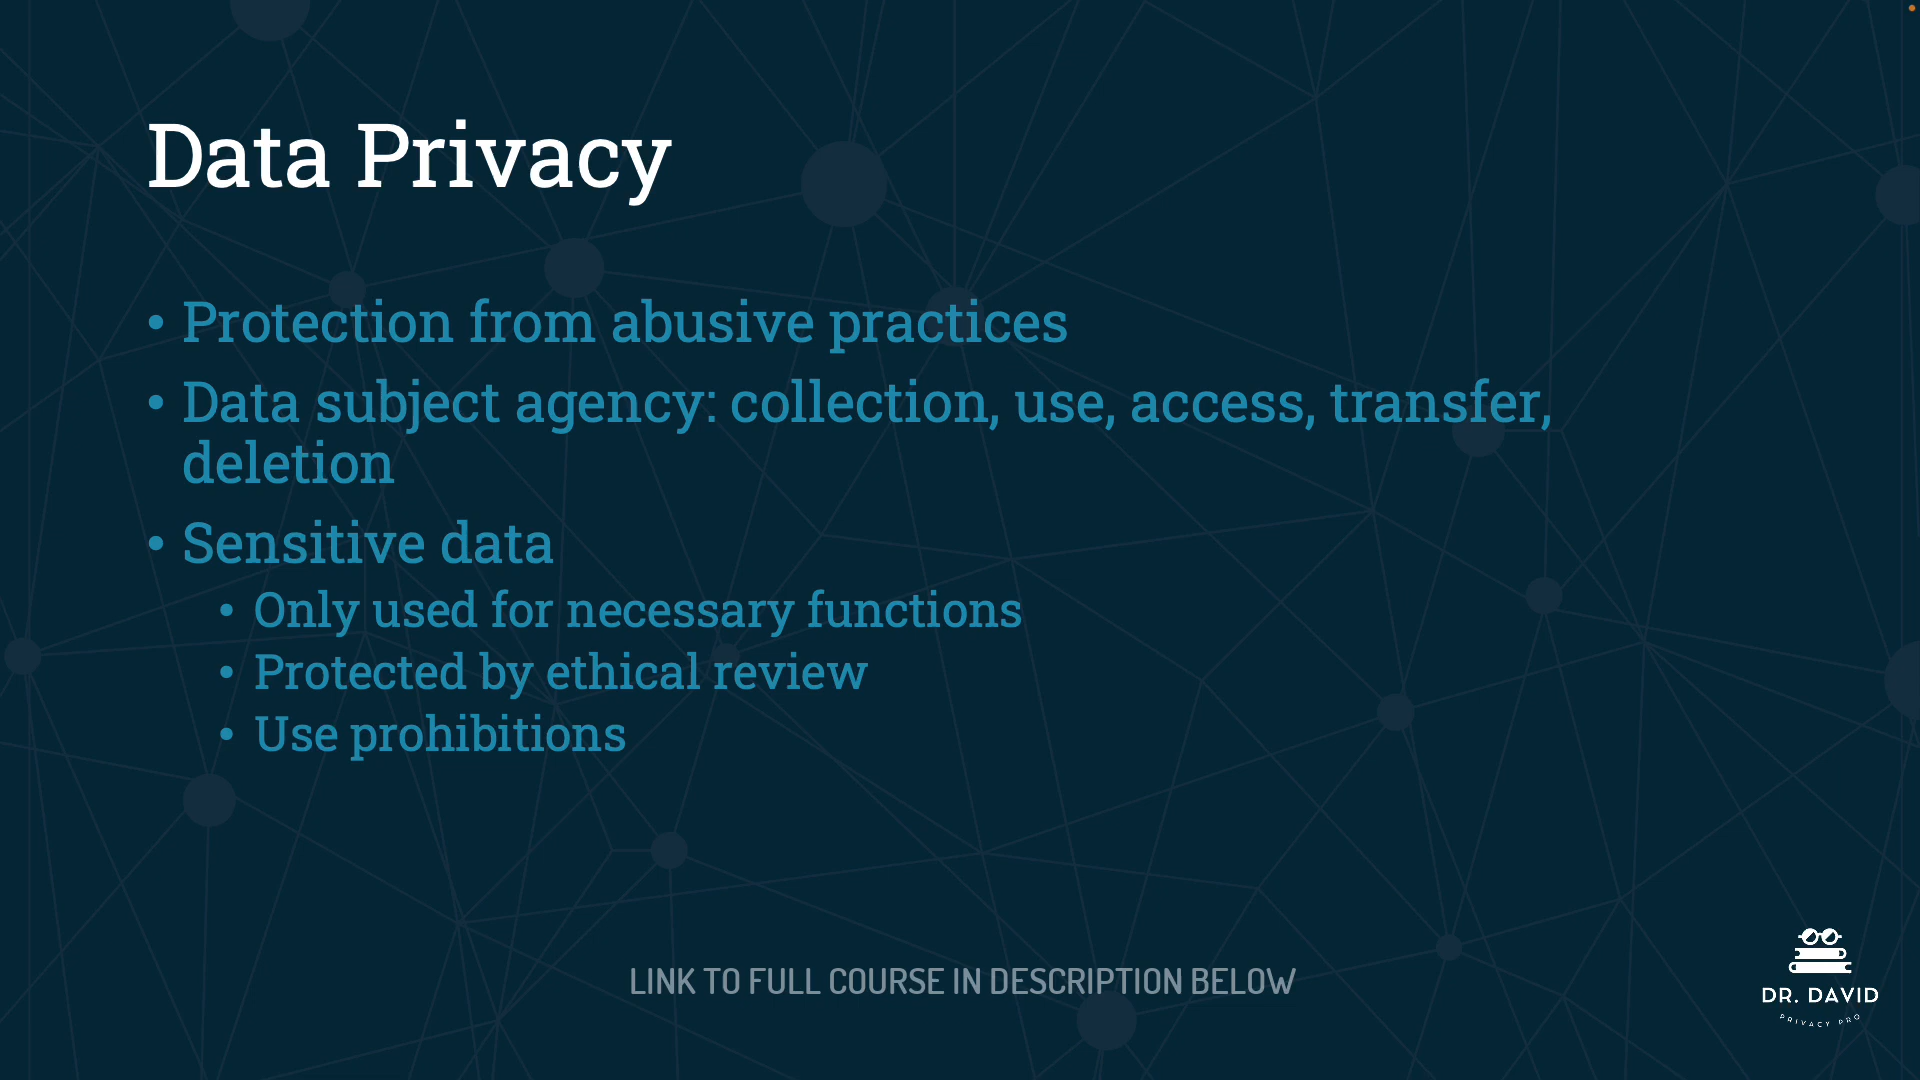 Data Privacy
• Protection from abusive practices
• Data subject agency: collection, use, access, transfer,
deletion
• Sensitive data
• Only used for necessary functions
• Protected by ethical review
• Use prohibitions
LINK TO FULL COURSE IN DESCRIPTION BELOW
DR. DAVID
PRIVACY PRO